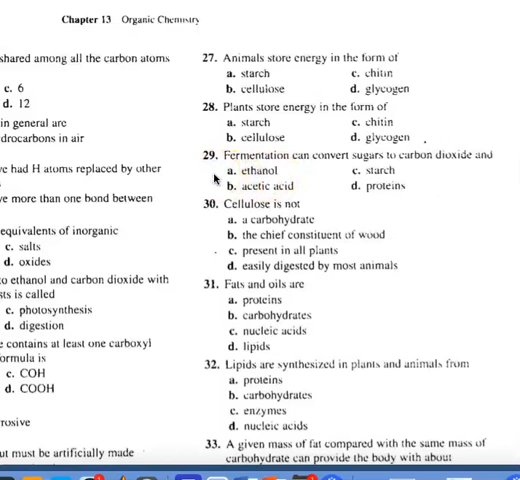 Chapter 13 Organic Chemistry
shared among all the carbon atoms
c. 6
d. 12
in general are
drocarbons in air
ve had H atoms replaced by other
ve more than one bond between
equivalents of inorganic
c. salts
d. oxides
to ethanol and carbon dioxide with
sts is called
c. photosynthesis
d. digestion
e contains at least one carboxyl
ormula is
c. COH
d. COOH
rosive
ut must be artificially made
27. Animals store energy in the form of
a. starch c. chitin
b. cellulose d. glycogen
28. Plants store energy in the form of
a. starch c. chitin
b. cellulose d. glycogen
29. Fermentation can convert sugars to carbon dioxide and
a. ethanol c. starch
b. acetic acid d. proteins
30. Cellulose is not
a. a carbohydrate
b. the chief constituent of wood
c. present in all plants
d. easily digested by most animals
31. Fats and oils are
a. proteins
b. carbohydrates
c. nucleic acids
d. lipids
32. Lipids are synthesized in plants and animals from
a. proteins
b. carbohydrates
c. enzymes
d. nucleic acids
33. A given mass of fat compared with the same mass of
carbohydrate can provide the body with about